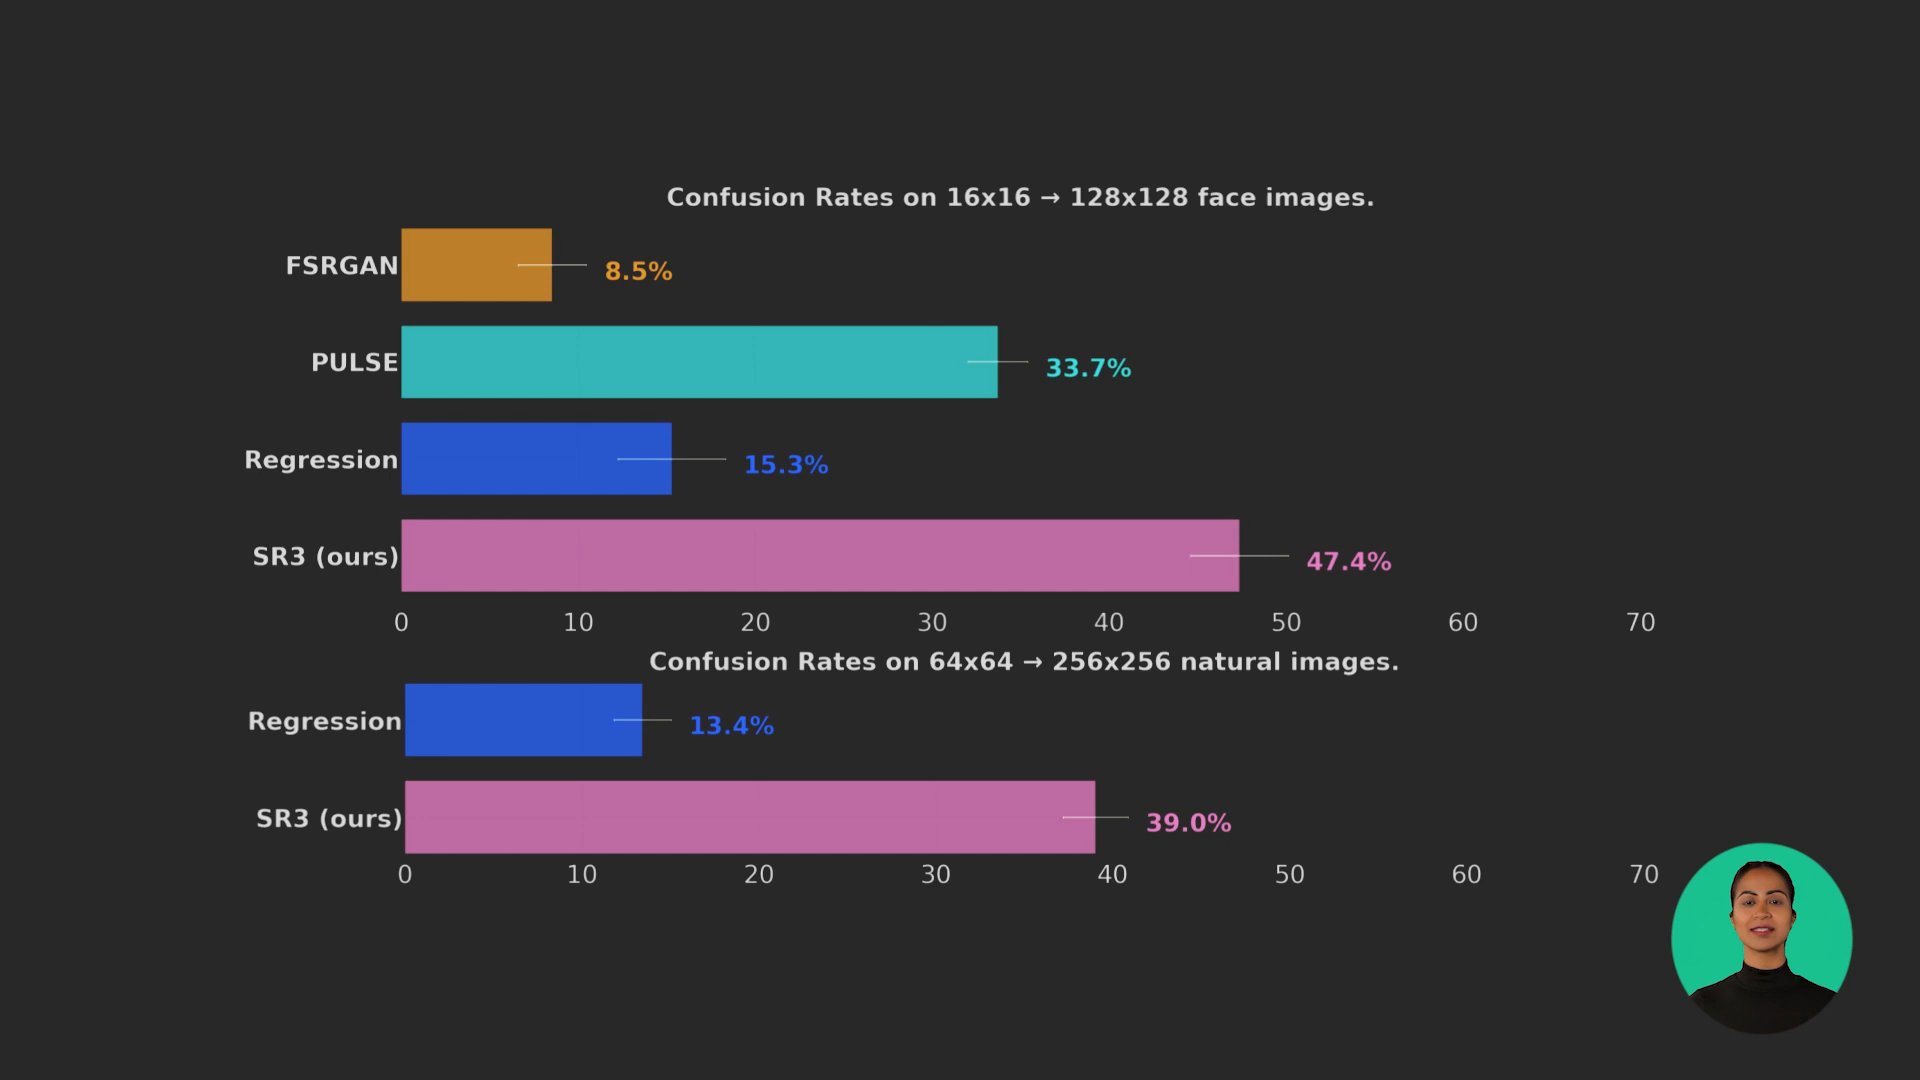 Confusion Rates on 16x16 → 128x128 face images.
FSRGAN 8.5%
PULSE 33.7%
Regression 15.3%
SR3 (ours) 47.4%
0 10 20 30 40 50 60 70
Confusion Rates on 64x64 → 256x256 natural images.
Regression 13.4%
SR3 (ours) 39.0%
0 10 20 30 40 50 60 70